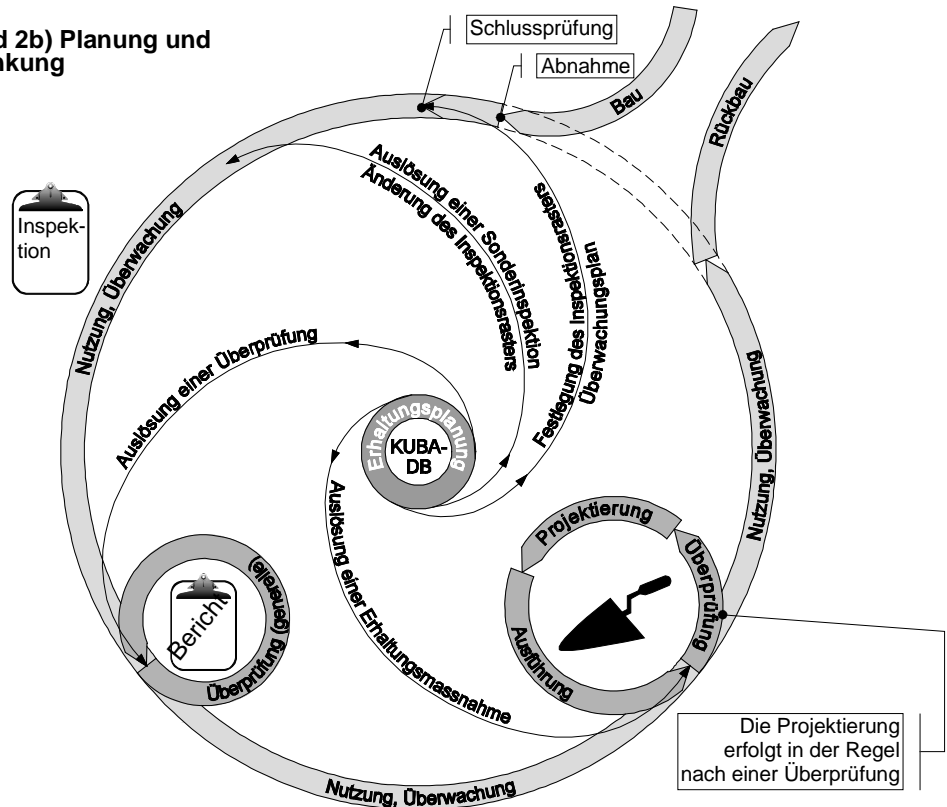 d 2b) Planung und
nkung
Schlussprüfung
Abnahme
Bau
Rückbau
Inspek-
tion
Nutzung, Überwachung
Auslösung einer Sonderinspektion
Änderung des Inspektionsrasters
Festlegung des Inspektionsrasters
Überwachungsplan
Auslösung einer Überprüfung
Erhaltungsplanung
KUBA-
DB
Nutzung, Überwachung
Auslösung einer Erhaltungsmassnahme
Projektierung
Überprüfung
Ausführung
Bericht
Überprüfung (generelle)
Die Projektierung
erfolgt in der Regel
nach einer Überprüfung
Nutzung, Überwachung